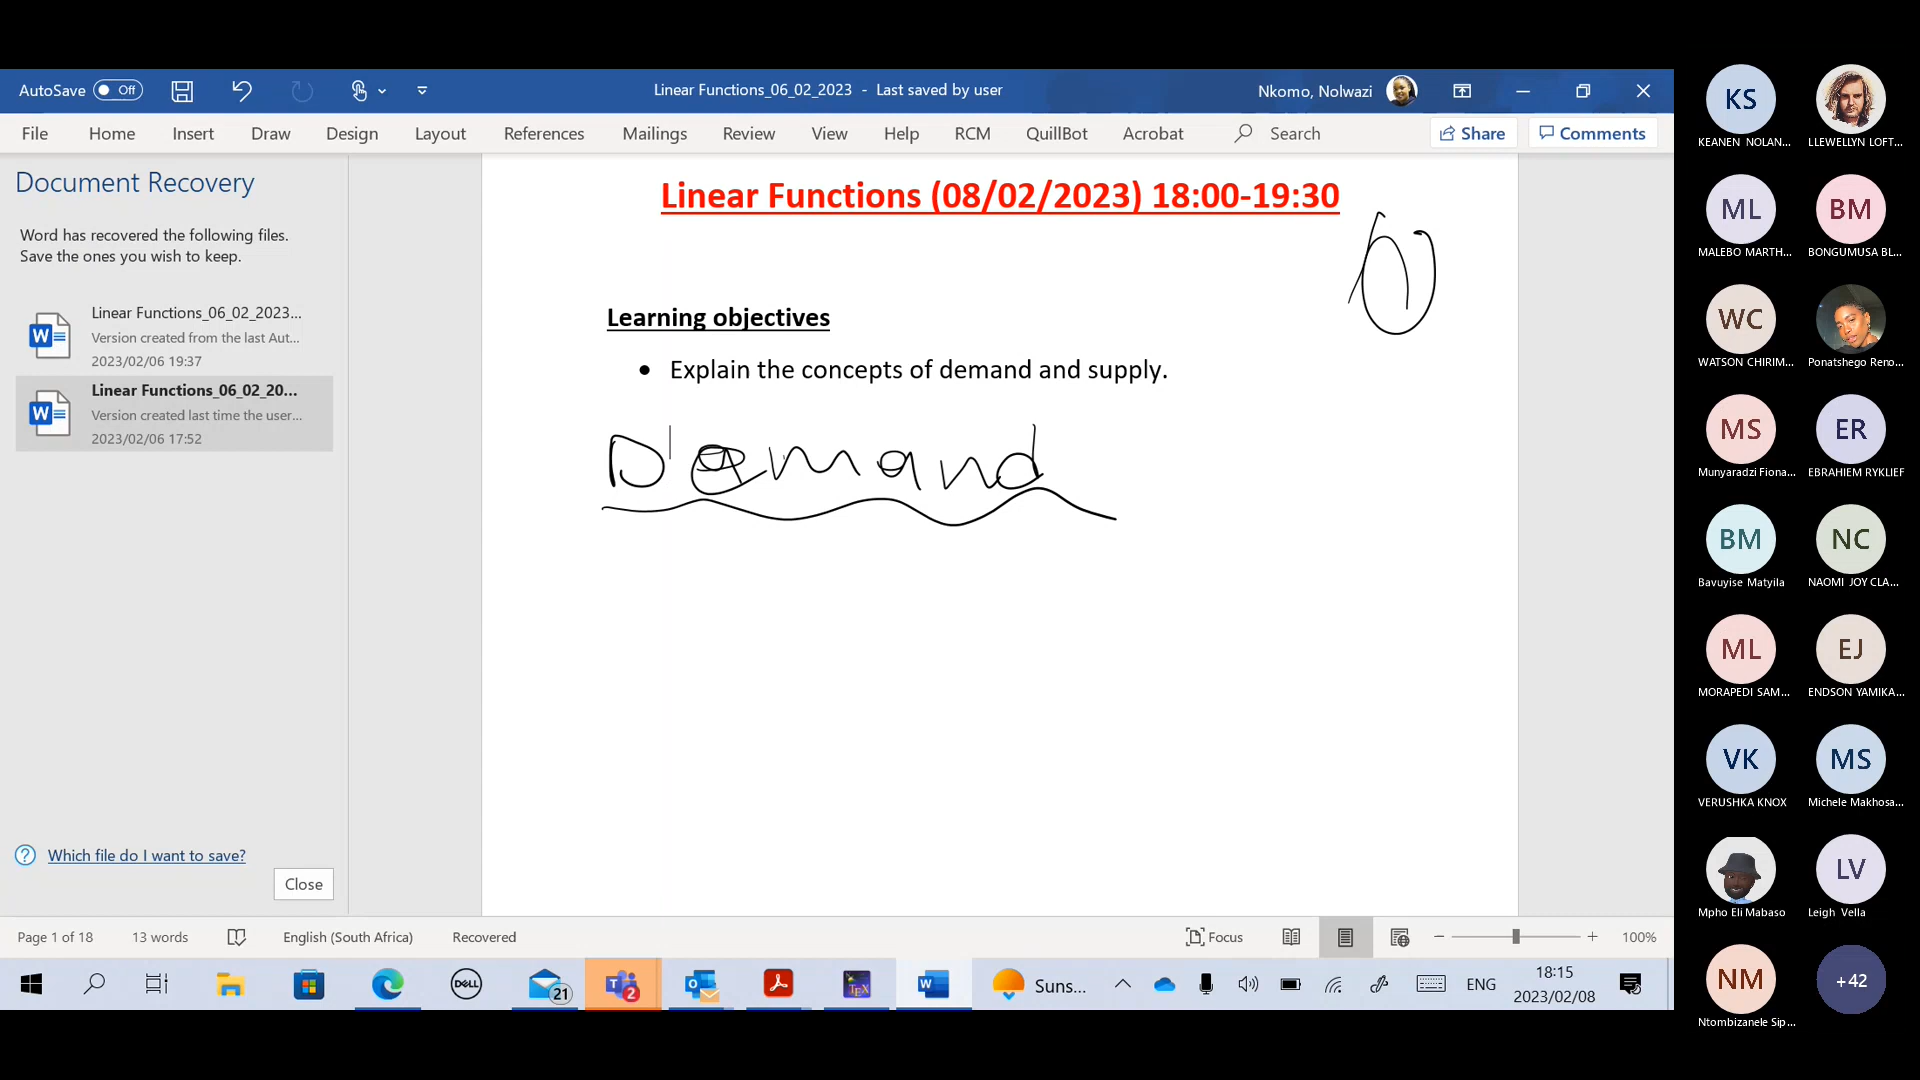 AutoSave Off
Linear Functions_06_02_2023 - Last saved by user
Nkomo, Nolwazi
File Home Insert Draw Design Layout References Mailings Review View Help RCM QuillBot Acrobat Search Share Comments
Document Recovery
Word has recovered the following files.
Save the ones you wish to keep.
Linear Functions_06_02_2023...
Version created from the last Aut...
2023/02/06 19:37
Linear Functions_06_02_20...
Version created last time the user...
2023/02/06 17:52
Which file do I want to save?
Close
Linear Functions (08/02/2023) 18:00-19:30
Learning objectives
• Explain the concepts of demand and supply.
Demand
Page 1 of 18 13 words English (South Africa) Recovered Focus 100%
DELL
21
T 2
TEX
Suns...
ENG
18:15
2023/02/08
KS
KEANEN NOLAN...
LLEWELLYN LOFT...
ML
MALEBO MARTH...
BM
BONGUMUSA BL...
WC
WATSON CHIRIM...
Ponatshego Reno...
MS
Munyaradzi Fiona...
ER
EBRAHIEM RYKLIEF
BM
Bavuyise Matyila
NC
NAOMI JOY CLA...
ML
MORAPEDI SAM...
EJ
ENDSON YAMIKA...
VK
VERUSHKA KNOX
MS
Michele Makhosa...
Mpho Eli Mabaso
LV
Leigh Vella
NM
Ntombizanele Sip...
+42